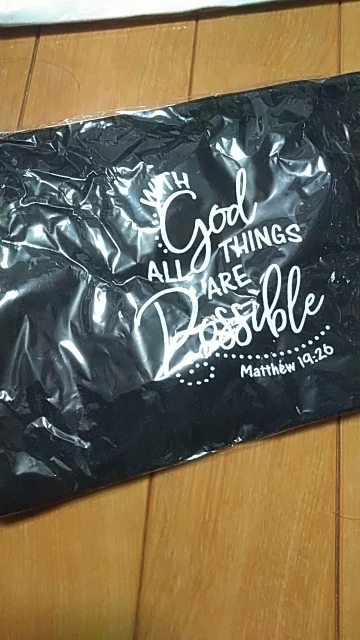 WITH
God
ALL THINGS
ARE
Possible
Matthew 19:26